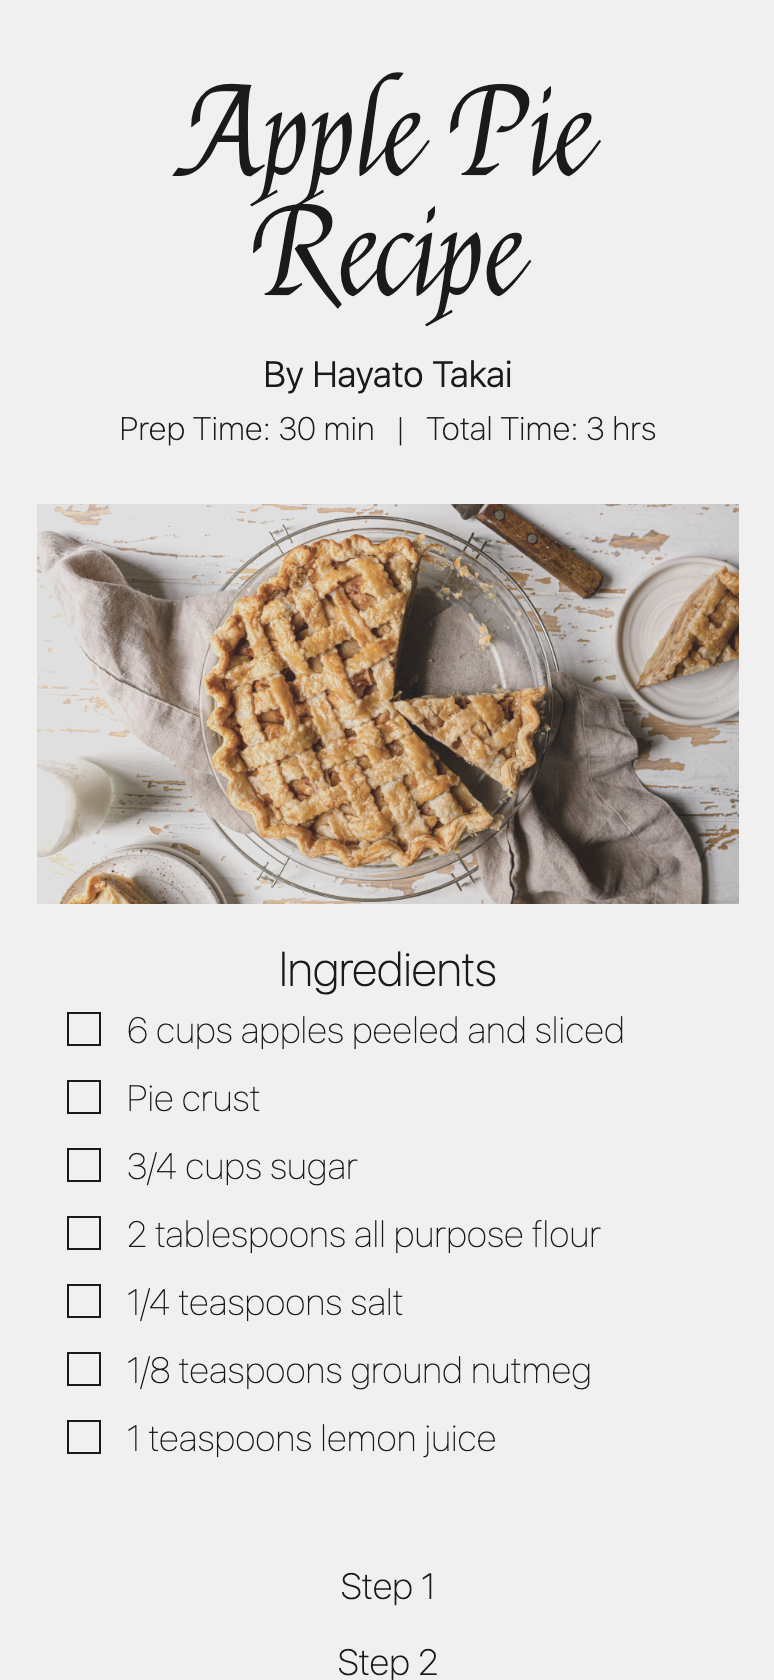 Apple Pie
Recipe
By Hayato Takai
Prep Time: 30 min | Total Time: 3 hrs
Ingredients
6 cups apples peeled and sliced
Pie crust
3/4 cups sugar
2 tablespoons all purpose flour
1/4 teaspoons salt
1/8 teaspoons ground nutmeg
1 teaspoons lemon juice
Step 1
Step 2